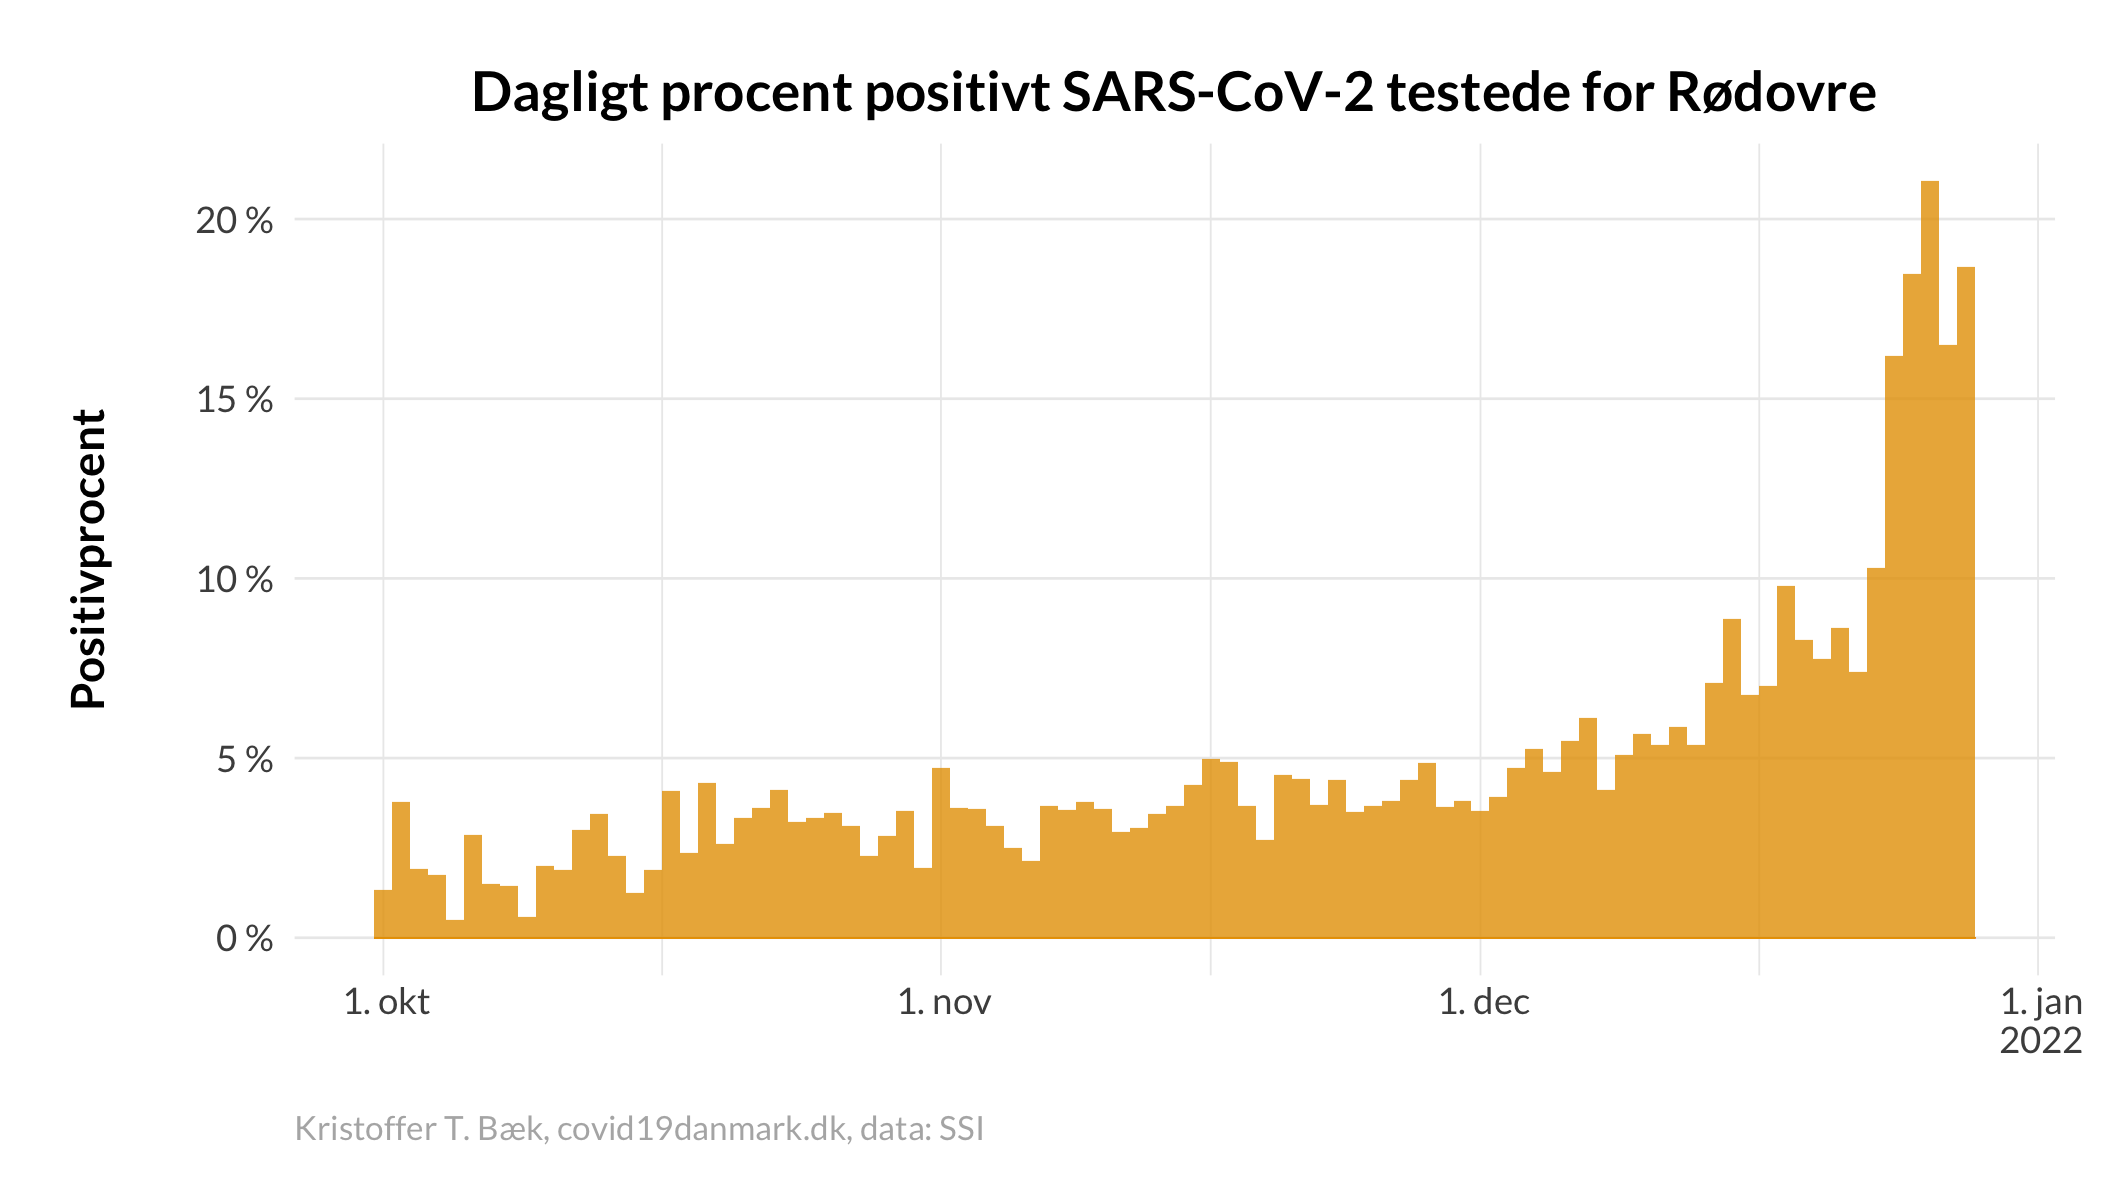 Dagligt procent positivt SARS-CoV-2 testede for Rødovre
Positivprocent
20 %
15 %
10 %
5 %
0 %
1. okt
1. nov
1. dec
1. jan
2022
Kristoffer T. Bæk, covid19danmark.dk, data: SSI